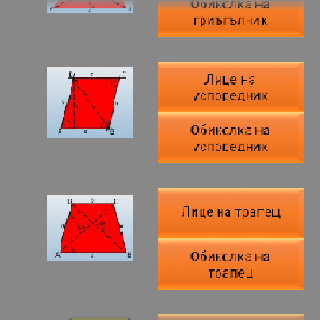 Обиколка на
триъгълник
Лице на
успоредник
Обиколка на
успоредник
Лице на трапец
Обиколка на
трапец